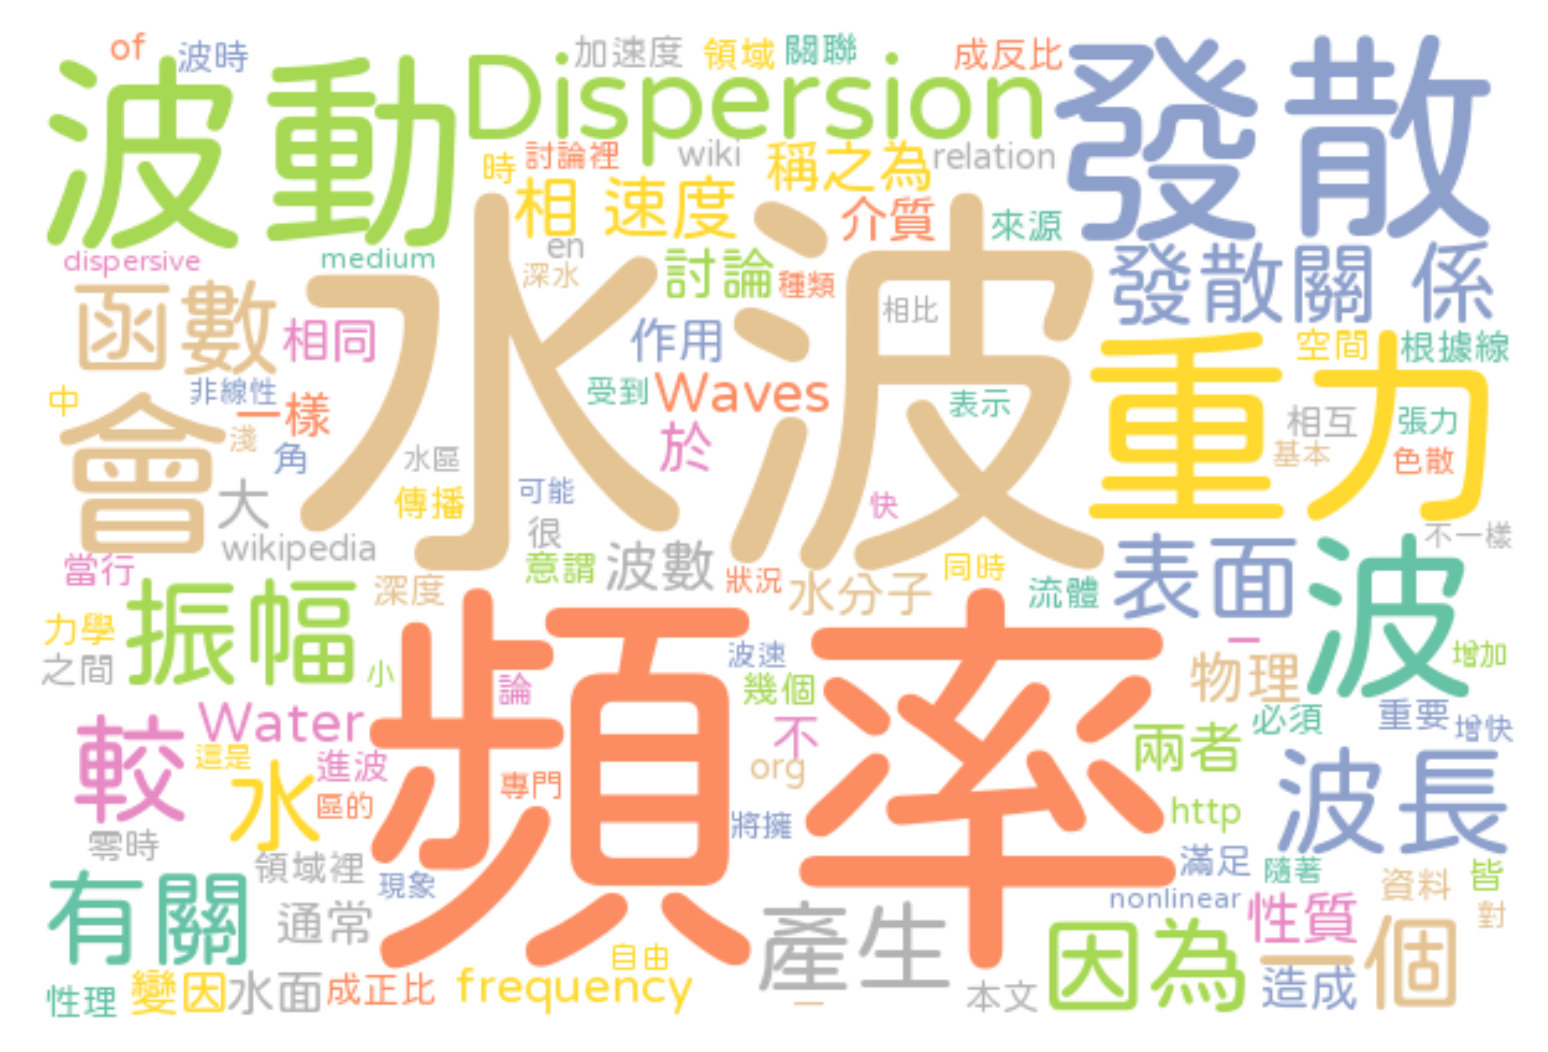 of
波時
加速度
領域
關聯
成反比
波動
Dispersion
發散
時
討論裡
wiki
稱之為
relation
相 速度
介質
來源
dispersive
medium
en
深水
討論
種類
發散關 係
函數
相同
水波
作用
相比
重力
空間
根據線
中
非線性
一樣
受到
Waves
表示
相互
張力
會
淺
角
水區
於
基本
色散
大
傳播
可能
快
很
wikipedia
不一樣
當行
意謂
波數
狀況
同時
表面
波
深度
水分子
流體
力學
振幅
頻率
之間
小
波速
一
物理
增加
論
幾個
較
Water
不
必須
重要
增快
這是
進波
兩者
水
區的
專門
org
波長
將擁
http
零時
領域裡
現象
滿足
隨著
皆
有關
nonlinear
資料
通常
產生
性質
對
自由
因為
一個
性理
變因
水面
成正比
frequency
一
本文
造成